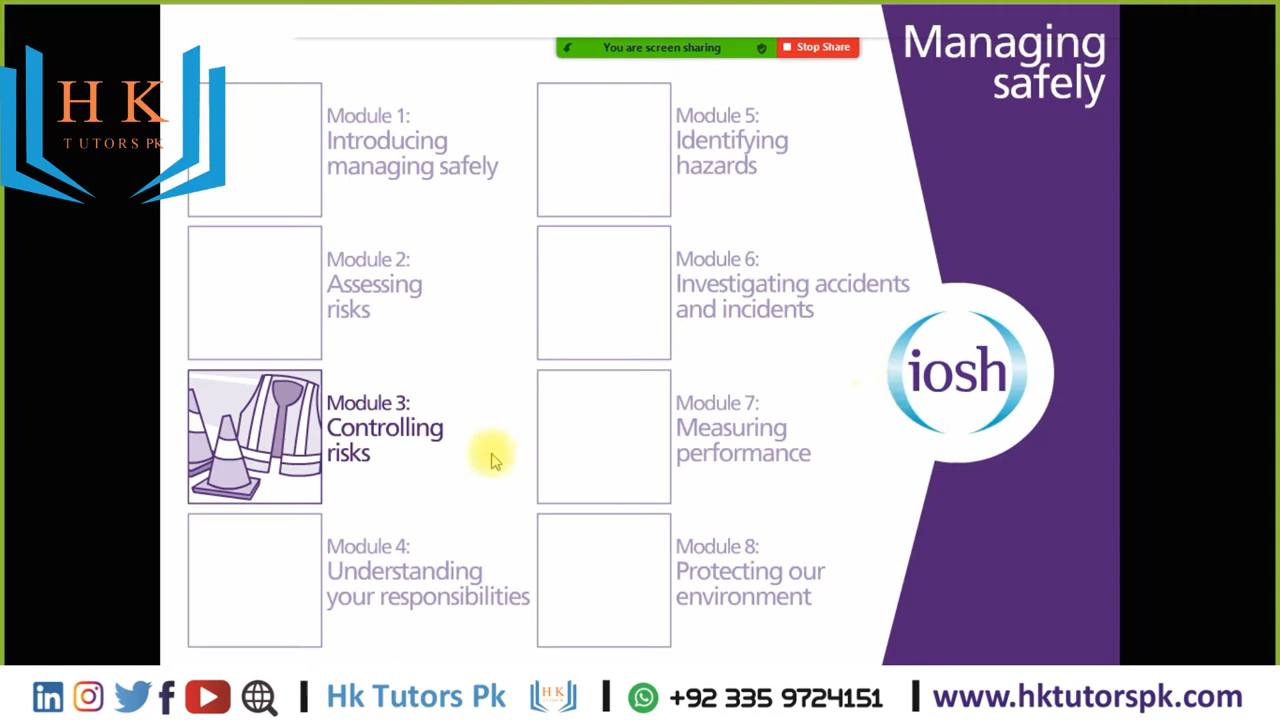 H K
TUTORS PK
You are screen sharing
Stop Share
Managing
safely
Module 1:
Introducing
managing safely
Module 2:
Assessing
risks
Module 3:
Controlling
risks
Module 4:
Understanding
your responsibilities
Module 5:
Identifying
hazards
Module 6:
Investigating accidents
and incidents
Module 7:
Measuring
performance
Module 8:
Protecting our
environment
iosh
Hk Tutors Pk
H K
+92 335 9724151
www.hktutorspk.com